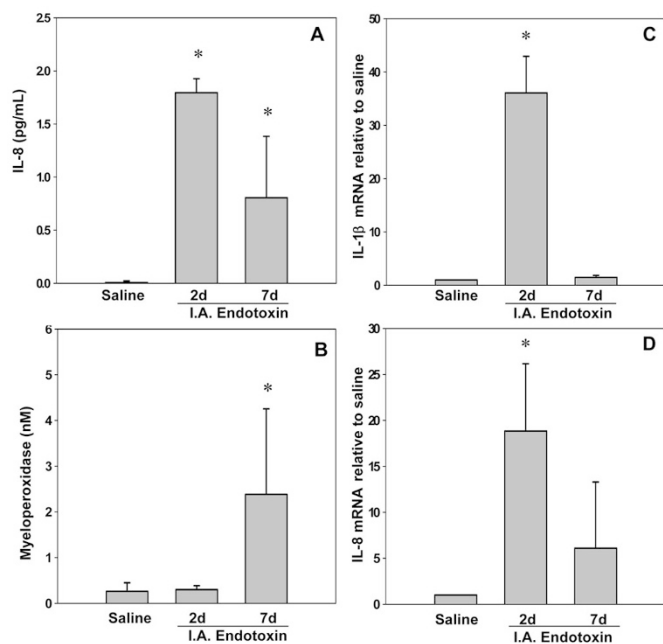 A
IL-8 (pg/mL)
2.5
2.0
1.5
1.0
0.5
0.0
*
*
Saline 2d 7d
I.A. Endotoxin
C
IL-1β mRNA relative to saline
50
40
30
20
10
0
*
Saline 2d 7d
I.A. Endotoxin
B
Myeloperoxidase (nM)
6
5
4
3
2
1
0
*
Saline 2d 7d
I.A. Endotoxin
D
IL-8 mRNA relative to saline
30
25
20
15
10
5
0
*
Saline 2d 7d
I.A. Endotoxin